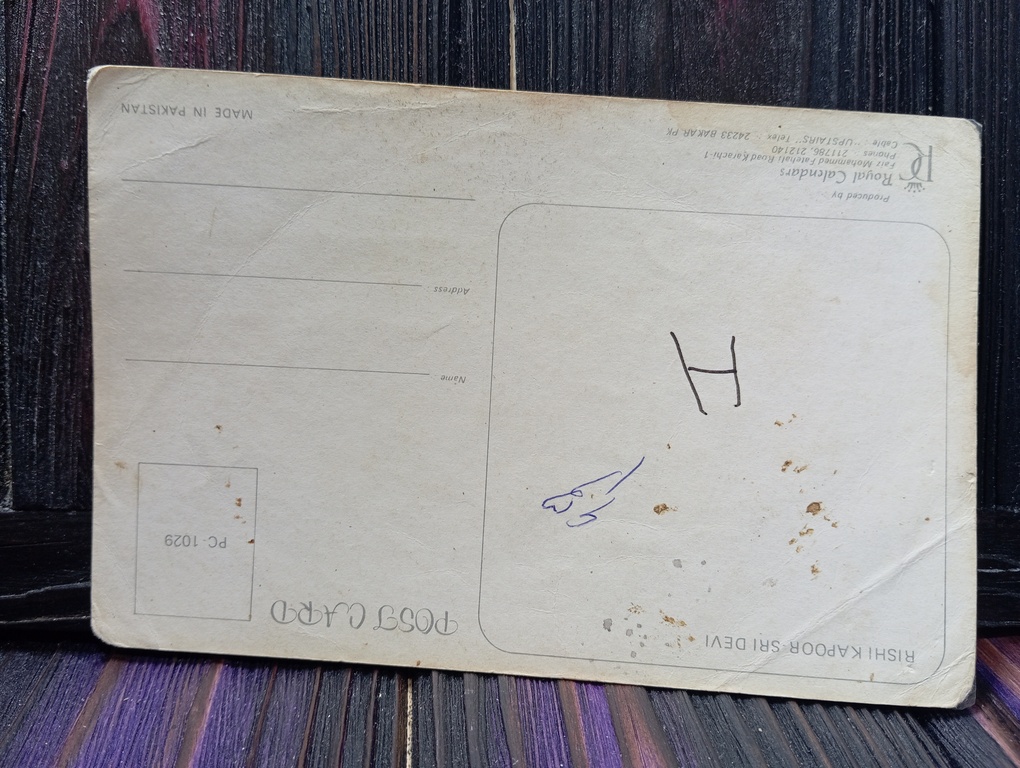 RISHI KAPOOR SRI DEVI
POST CARD
PC-1029
H
Name
Address
Produced by
Royal Calendars
Faiz Mohammed Fatehali Road Karachi-1
Phones 211786, 212140
Cable "UPSTAIRS" Telex 24233 BAKAR PK
MADE IN PAKISTAN